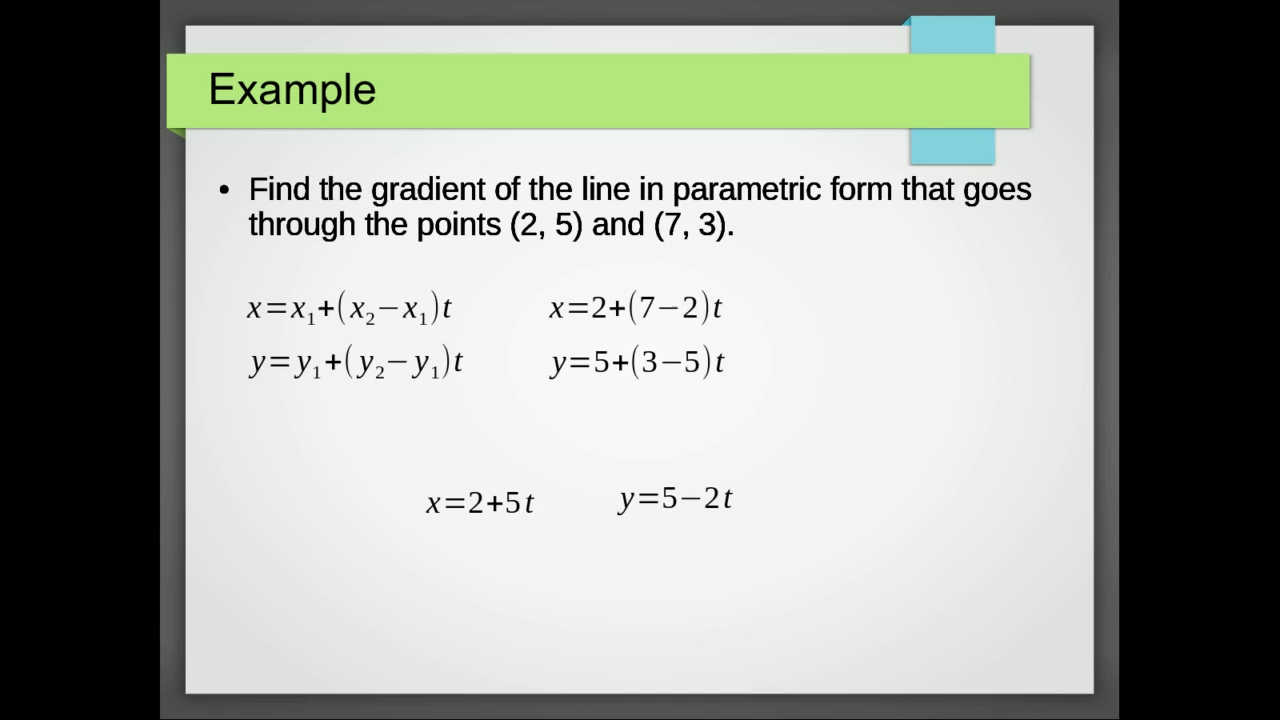 Example
• Find the gradient of the line in parametric form that goes
through the points (2, 5) and (7, 3).
x=x₁+(x₂−x₁)t x=2+(7−2)t
y=y₁+(y₂−y₁)t y=5+(3−5)t
x=2+5t y=5−2t